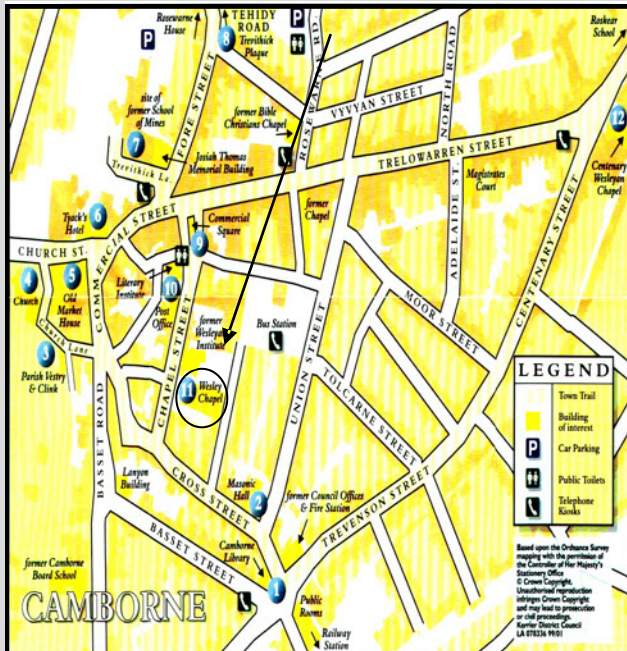 Rosewarne
House
P
8
TEHIDY
ROAD
Trevithick
Plaque
P
ROSEWARNE RD.
Roskear
School
site of
former School
of Mines
7
FORE STREET
former Bible
Christians Chapel
VYVYAN STREET
NORTH ROAD
12
Josiah Thomas
Memorial Building
Trevithick La.
TRELOWARREN STREET
Centenary
Wesleyan
Chapel
Magistrates
Court
ADELAIDE ST.
6
Tyack's
Hotel
COMMERCIAL STREET
Commercial
Square
former
Chapel
9
CHURCH ST.
4
Church
5
Old
Market
House
Literary
Institute
10
Post
Office
former
Wesleyan
Institute
Bus Station
MOOR STREET
CENTENARY STREET
Church Lane
3
Parish Vestry
& Clink
CHAPEL STREET
11
Wesley
Chapel
UNION STREET
TOLCARNE STREET
BASSET ROAD
CROSS STREET
Lanyon
Building
Masonic
Hall
2
former Council Offices
& Fire Station
TREVENSON STREET
BASSET STREET
Camborne
Library
1
former Camborne
Board School
CAMBORNE
Public
Rooms
Railway
Station
LEGEND
Town Trail
Building
of interest
P
Car Parking
Public Toilets
Telephone
Kiosks
Based upon the Ordnance Survey
mapping with the permission of
the Controller of Her Majesty's
Stationery Office
© Crown Copyright.
Unauthorised reproduction
infringes Crown Copyright
and may lead to prosecution
or civil proceedings.
Kerrier District Council
LA 078336 99/01